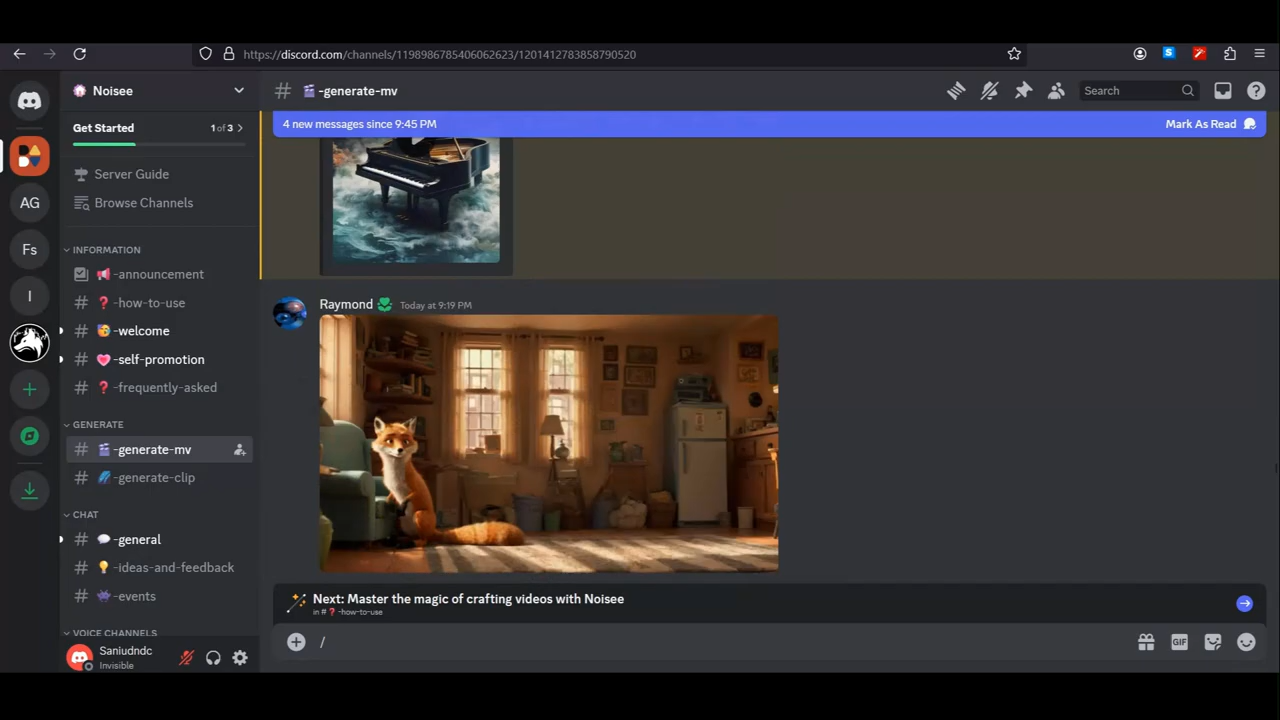 https://discord.com/channels/1198986785406062623/1201412783858790520
Noisee
-generate-mv
Search
Get Started
1 of 3
4 new messages since 9:45 PM
Mark As Read
Server Guide
Browse Channels
AG
Fs
I
INFORMATION
-announcement
-how-to-use
-welcome
-self-promotion
-frequently-asked
GENERATE
-generate-mv
-generate-clip
CHAT
-general
-ideas-and-feedback
-events
VOICE CHANNELS
Saniudndc
Invisible
Raymond
Today at 9:19 PM
Next: Master the magic of crafting videos with Noisee
in # ❓ -how-to-use
/
GIF